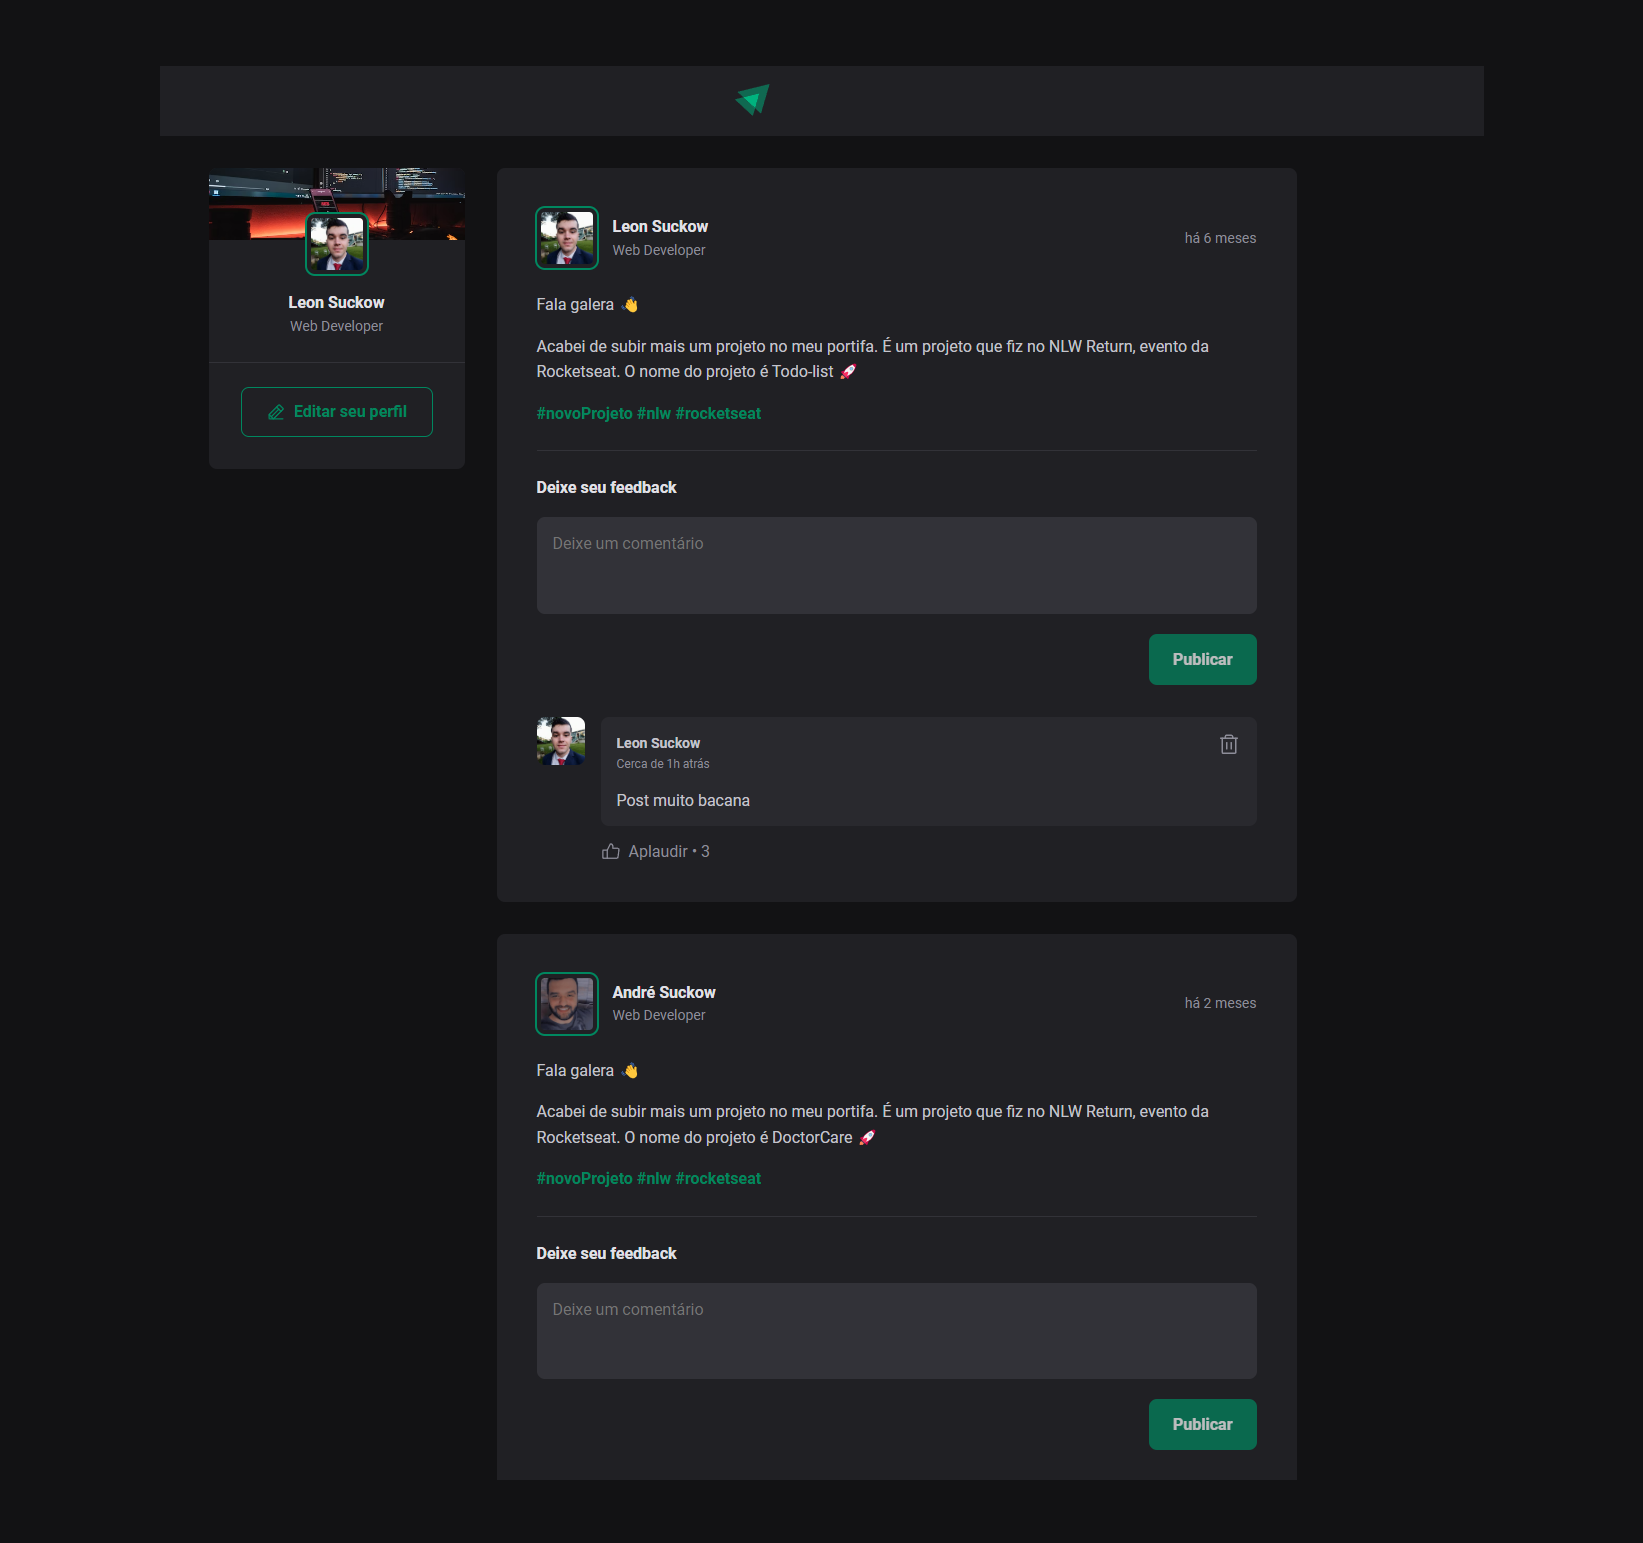 Leon Suckow
Web Developer
Editar seu perfil
Leon Suckow
Web Developer
há 6 meses
Fala galera 👋
Acabei de subir mais um projeto no meu portifa. É um projeto que fiz no NLW Return, evento da
Rocketseat. O nome do projeto é Todo-list 🚀
#novoProjeto #nlw #rocketseat
Deixe seu feedback
Deixe um comentário
Publicar
Leon Suckow
Cerca de 1h atrás
Post muito bacana
Aplaudir • 3
André Suckow
Web Developer
há 2 meses
Fala galera 👋
Acabei de subir mais um projeto no meu portifa. É um projeto que fiz no NLW Return, evento da
Rocketseat. O nome do projeto é DoctorCare 🚀
#novoProjeto #nlw #rocketseat
Deixe seu feedback
Deixe um comentário
Publicar